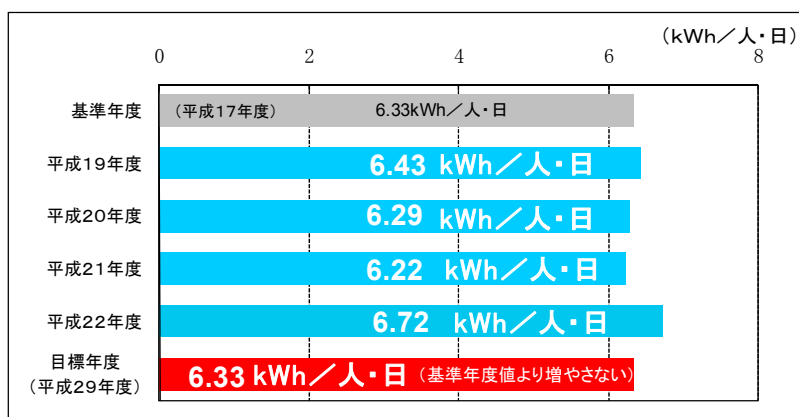 (kWh／人・日)
0 2 4 6 8
基準年度 (平成17年度) 6.33kWh／人・日
平成19年度 6.43 kWh／人・日
平成20年度 6.29 kWh／人・日
平成21年度 6.22 kWh／人・日
平成22年度 6.72 kWh／人・日
目標年度
(平成29年度)
6.33 kWh／人・日 (基準年度値より増やさない)